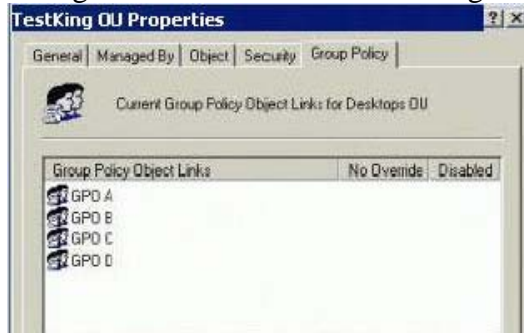 TestKing OU Properties
General Managed By Object Security Group Policy
Current Group Policy Object Links for Desktops OU
Group Policy Object Links No Override Disabled
GPO A
GPO B
GPO C
GPO D